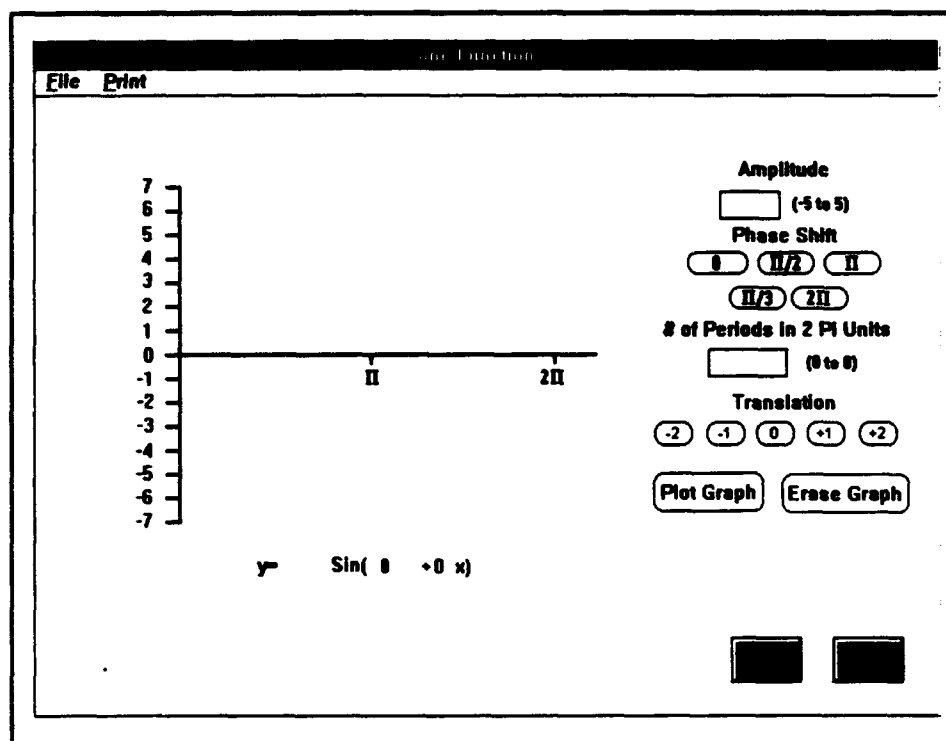 File Print
Amplitude
(-5 to 5)
Phase Shift
0 Π/2 Π
Π/3 2Π
# of Periods in 2 Pi Units
Translation
-2 -1 0 +1 +2
Plot Graph Erase Graph
7
6
5
4
3
2
1
0
-1
-2
-3
-4
-5
-6
-7
Π 2Π
y= Sin( 0 +0 x)